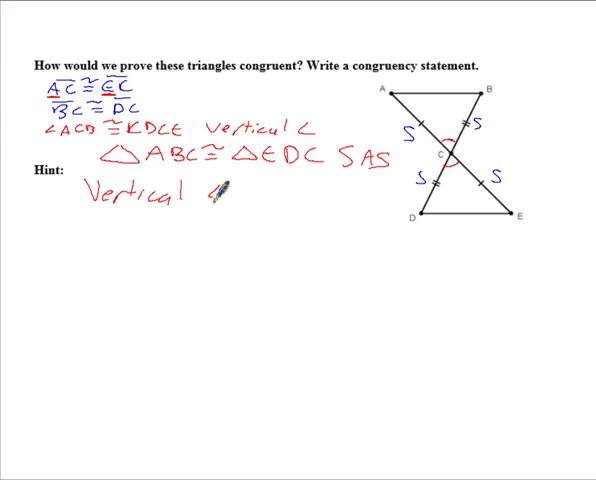 How would we prove these triangles congruent? Write a congruency statement.
AC ≅ EC
BC ≅ DC
∠ACB ≅ ∠DCE Vertical ∠
△ABC ≅ △EDC SAS
Hint:
Vertical ∠
A
B
S
S
C
S
S
D
E